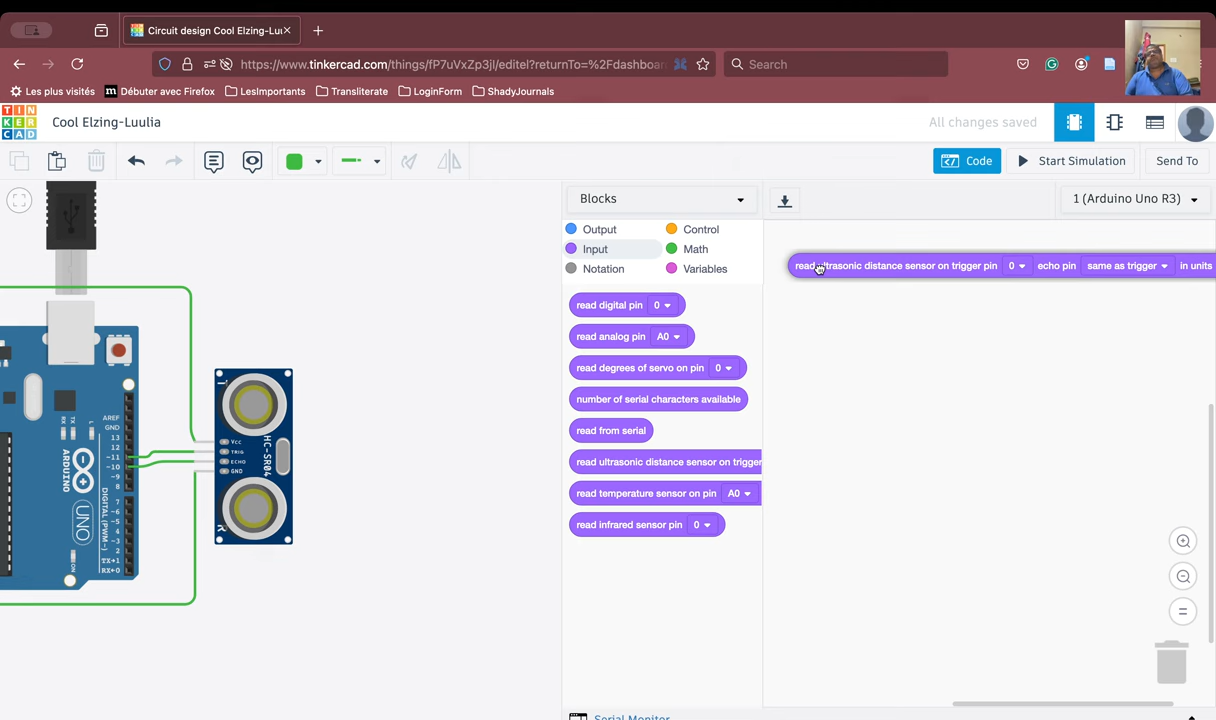 Circuit design Cool Elzing-Lu
https://www.tinkercad.com/things/fP7uVxZp3jl/editel?returnTo=%2Fdashboar
Search
Les plus visités
Débuter avec Firefox
LesImportants
Transliterate
LoginForm
ShadyJournals
TIN
KER
CAD
Cool Elzing-Luulia
All changes saved
Code
Start Simulation
Send To
Blocks
1 (Arduino Uno R3)
Output
Control
Input
Math
Notation
Variables
read ultrasonic distance sensor on trigger pin 0 echo pin same as trigger in units
read digital pin 0
read analog pin A0
read degrees of servo on pin 0
number of serial characters available
read from serial
read ultrasonic distance sensor on trigger
read temperature sensor on pin A0
read infrared sensor pin 0
AREF
GND
13
12
~11
~10
~9
8
7
~6
~5
4
~3
2
TX→1
RX←0
DIGITAL (PWM~)
ARDUINO
UNO
L
TX
RX
ON
T
Vcc
TRIG
ECHO
GND
HC-SR04
R
Serial Monitor